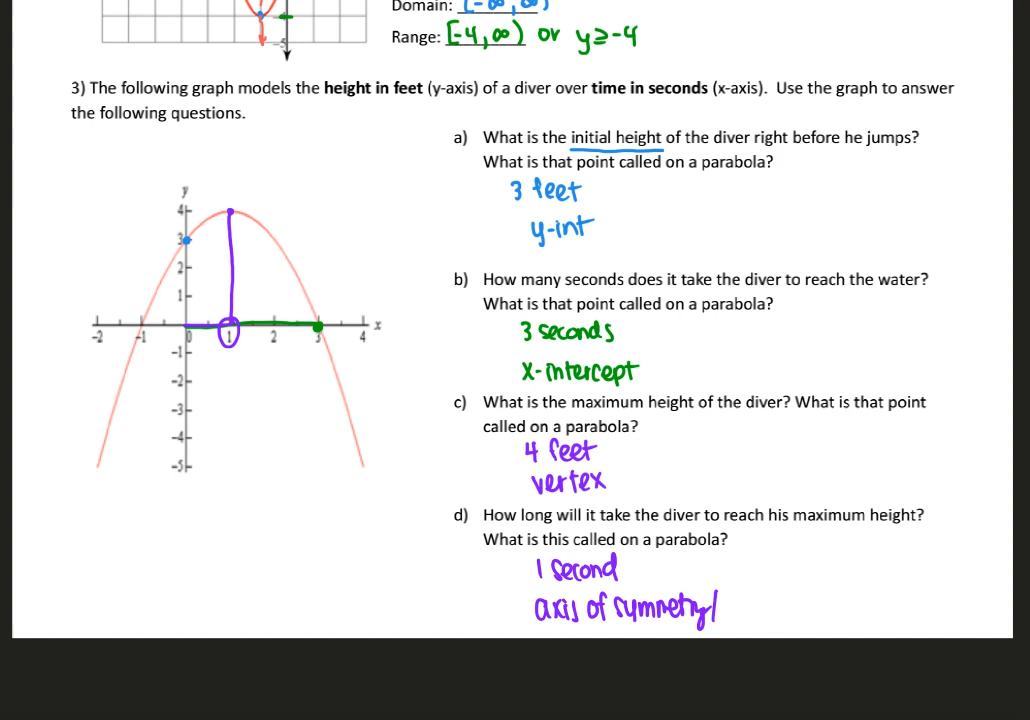 Domain: (-∞, ∞)
Range: [-4, ∞) or y≥-4
3) The following graph models the height in feet (y-axis) of a diver over time in seconds (x-axis). Use the graph to answer
the following questions.
a) What is the initial height of the diver right before he jumps?
What is that point called on a parabola?
3 feet
y-int
b) How many seconds does it take the diver to reach the water?
What is that point called on a parabola?
3 seconds
x-intercept
c) What is the maximum height of the diver? What is that point
called on a parabola?
4 feet
vertex
d) How long will it take the diver to reach his maximum height?
What is this called on a parabola?
1 second
axis of symmetry
y
4
3
2
1
-2 -1 0 1 2 3 4 x
-1
-2
-3
-4
-5